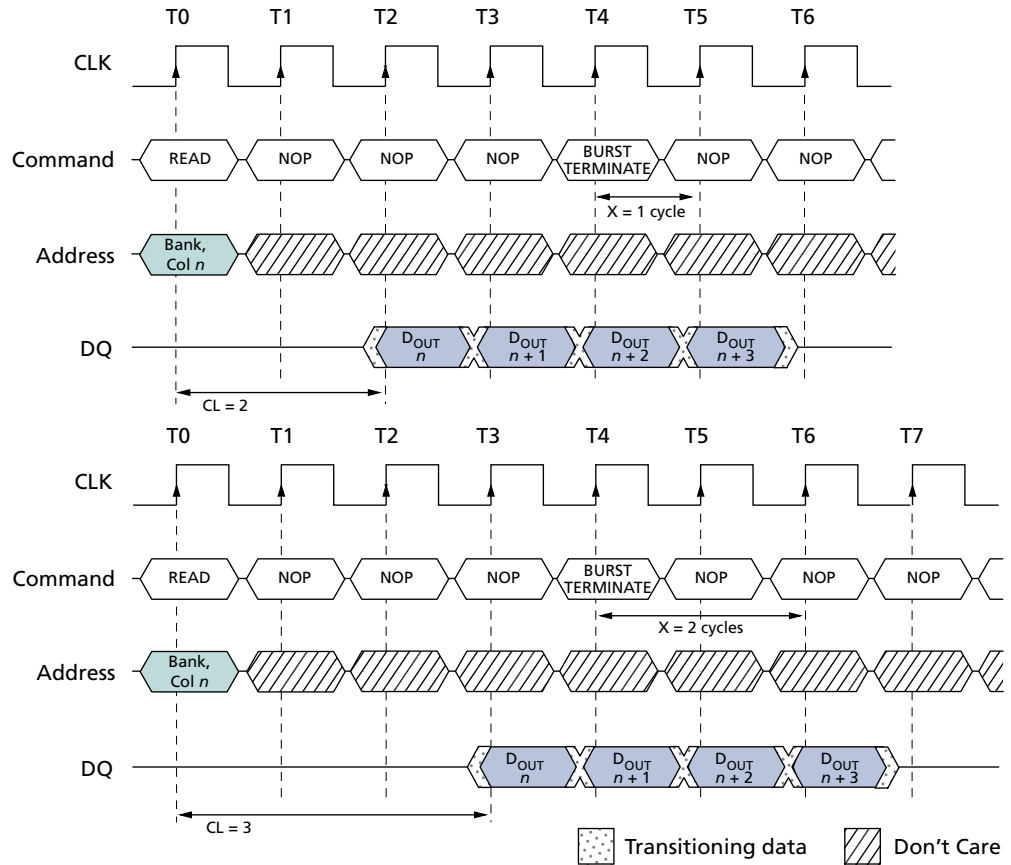 T0 T1 T2 T3 T4 T5 T6
CLK
Command READ NOP NOP NOP BURST TERMINATE NOP NOP
X = 1 cycle
Address Bank, Col n
DQ DOUT n DOUT n + 1 DOUT n + 2 DOUT n + 3
CL = 2
T0 T1 T2 T3 T4 T5 T6 T7
CLK
Command READ NOP NOP NOP BURST TERMINATE NOP NOP NOP
X = 2 cycles
Address Bank, Col n
DQ DOUT n DOUT n + 1 DOUT n + 2 DOUT n + 3
CL = 3
Transitioning data Don't Care